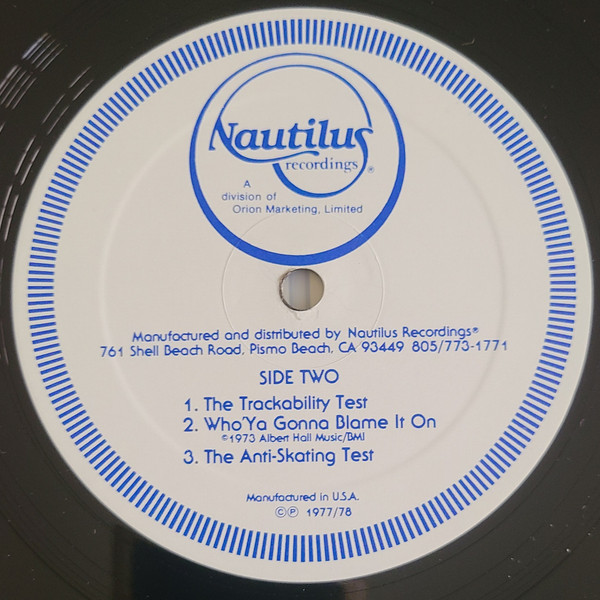 Nautilus
recordings®
A
division of
Orion Marketing, Limited
Manufactured and distributed by Nautilus Recordings®
761 Shell Beach Road, Pismo Beach, CA 93449 805/773-1771
SIDE TWO
1. The Trackability Test
2. Who'Ya Gonna Blame It On
©1973 Albert Hall Music/BMI
3. The Anti-Skating Test
Manufactured in U.S.A.
©℗ 1977/78